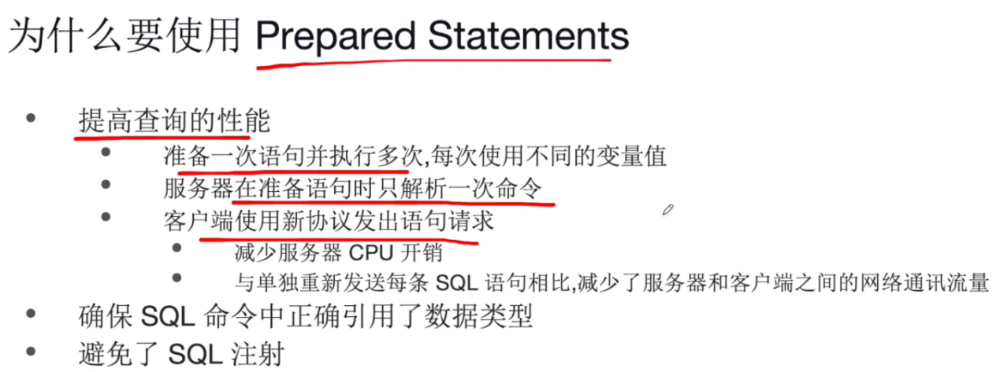 为什么要使用 Prepared Statements
• 提高查询的性能
• 准备一次语句并执行多次,每次使用不同的变量值
• 服务器在准备语句时只解析一次命令
• 客户端使用新协议发出语句请求
• 减少服务器 CPU 开销
• 与单独重新发送每条 SQL 语句相比,减少了服务器和客户端之间的网络通讯流量
• 确保 SQL 命令中正确引用了数据类型
• 避免了 SQL 注射